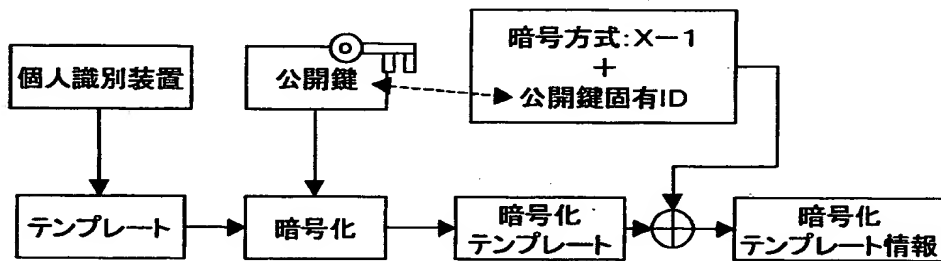 個人識別装置
公開鍵
暗号方式:X-1
+
公開鍵固有ID
テンプレート
暗号化
暗号化
テンプレート
暗号化
テンプレート情報